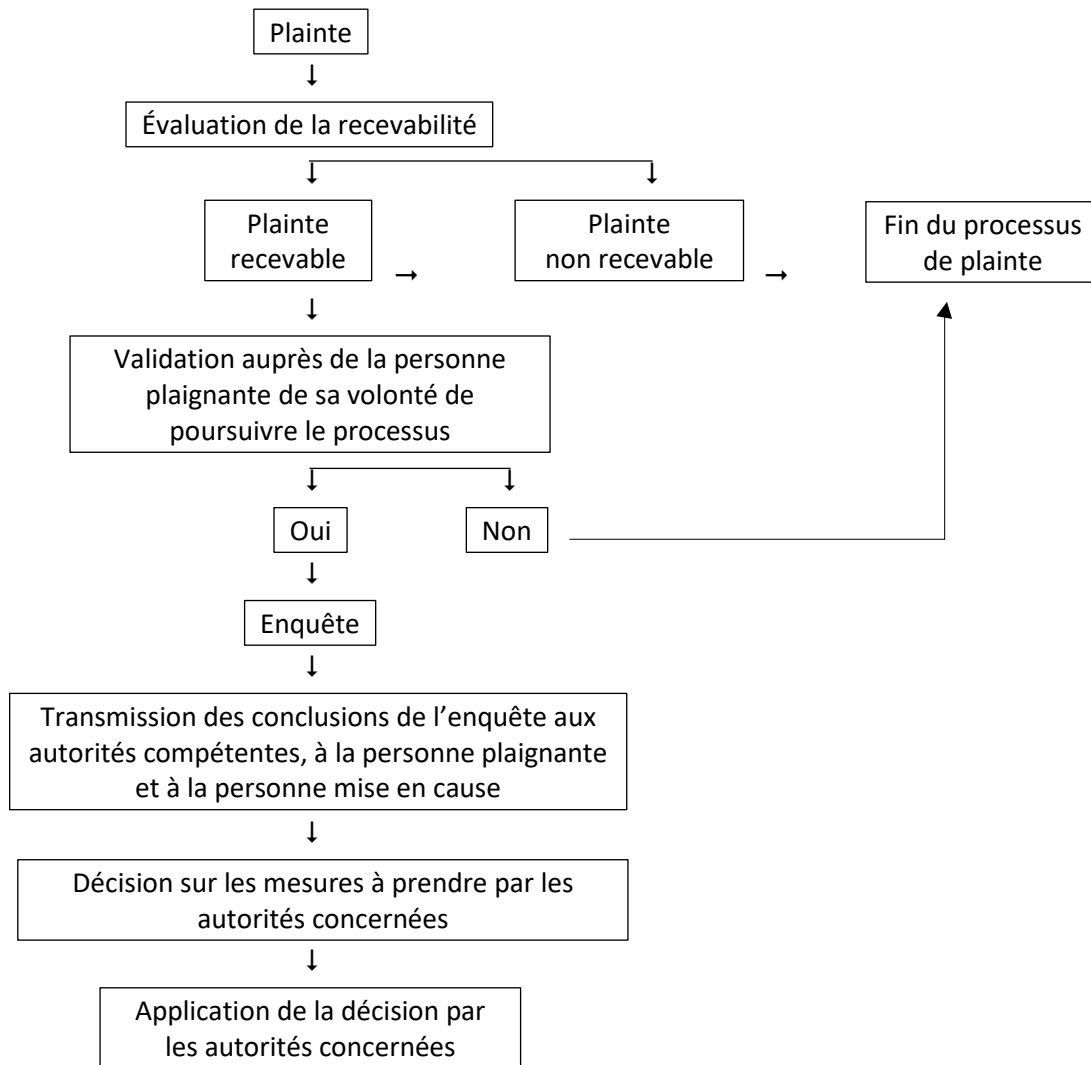 Plainte
Évaluation de la recevabilité
Plainte
recevable
Plainte
non recevable
Fin du processus
de plainte
Validation auprès de la personne
plaignante de sa volonté de
poursuivre le processus
Oui
Non
Enquête
Transmission des conclusions de l’enquête aux
autorités compétentes, à la personne plaignante
et à la personne mise en cause
Décision sur les mesures à prendre par les
autorités concernées
Application de la décision par
les autorités concernées